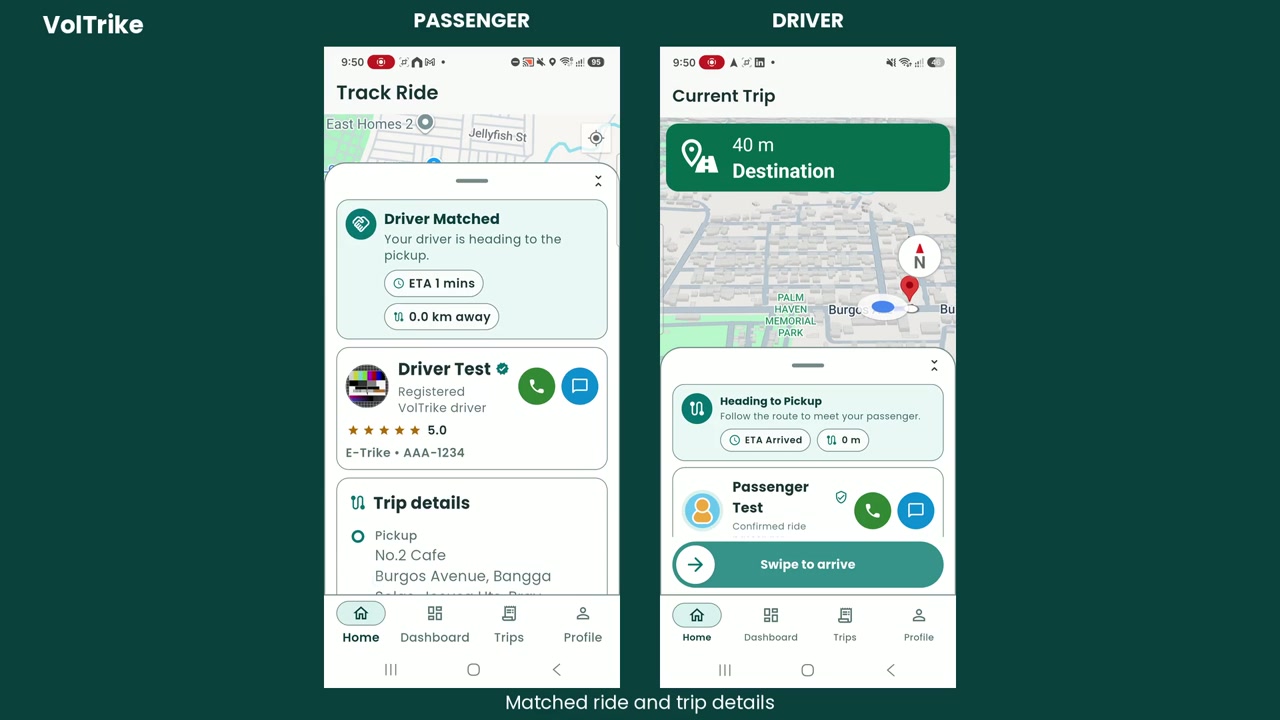 VolTrike
PASSENGER
DRIVER
9:50
95
Track Ride
East Homes 2
Jellyfish St
Driver Matched
Your driver is heading to the
pickup.
ETA 1 mins
0.0 km away
Driver Test
Registered
VolTrike driver
5.0
E-Trike • AAA-1234
Trip details
Pickup
No.2 Cafe
Burgos Avenue, Bangga
Home
Dashboard
Trips
Profile
9:50
Current Trip
40 m
Destination
N
PALM
HAVEN
MEMORIAL
PARK
Burgos
Bu
Heading to Pickup
Follow the route to meet your passenger.
ETA Arrived
0 m
Passenger
Test
Confirmed ride
Swipe to arrive
Home
Dashboard
Trips
Profile
Matched ride and trip details